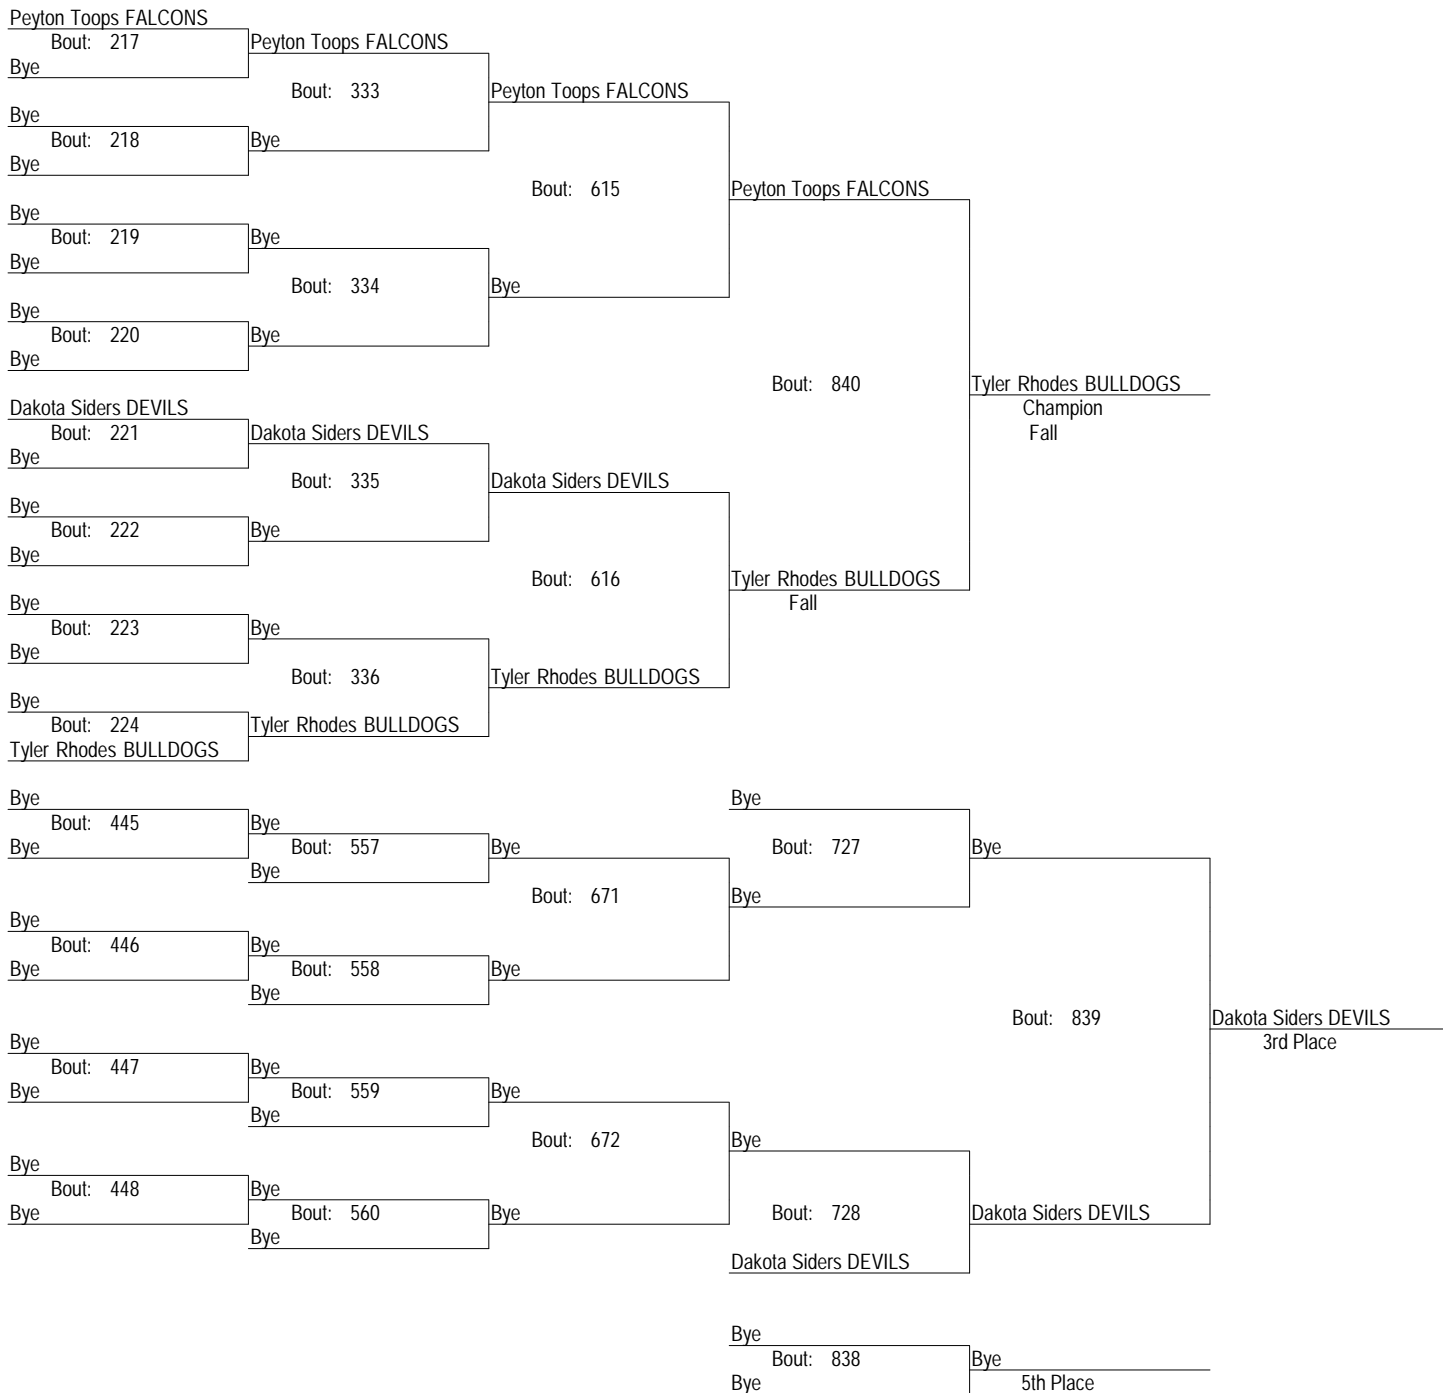 Peyton Toops FALCONS
Bout: 217 Peyton Toops FALCONS
Bye
Bout: 333 Peyton Toops FALCONS
Bye
Bout: 218 Bye
Bye
Bout: 615 Peyton Toops FALCONS
Bye
Bout: 219 Bye
Bye
Bout: 334 Bye
Bye
Bout: 220 Bye
Bye
Bout: 840 Tyler Rhodes BULLDOGS
Dakota Siders DEVILS Champion
Bout: 221 Dakota Siders DEVILS Fall
Bye
Bout: 335 Dakota Siders DEVILS
Bye
Bout: 222 Bye
Bye
Bout: 616 Tyler Rhodes BULLDOGS
Bye Fall
Bout: 223 Bye
Bye
Bout: 336 Tyler Rhodes BULLDOGS
Bye
Bout: 224 Tyler Rhodes BULLDOGS
Tyler Rhodes BULLDOGS
Bye Bye
Bout: 445 Bye
Bye Bout: 557 Bye Bout: 727 Bye
Bye
Bout: 671 Bye
Bye
Bout: 446 Bye
Bye Bout: 558 Bye
Bye
Bout: 839 Dakota Siders DEVILS
Bye 3rd Place
Bout: 447 Bye
Bye Bout: 559 Bye
Bye
Bout: 672 Bye
Bye
Bout: 448 Bye
Bye Bout: 560 Bye Bout: 728 Dakota Siders DEVILS
Bye
Dakota Siders DEVILS
Bye
Bout: 838 Bye
Bye 5th Place